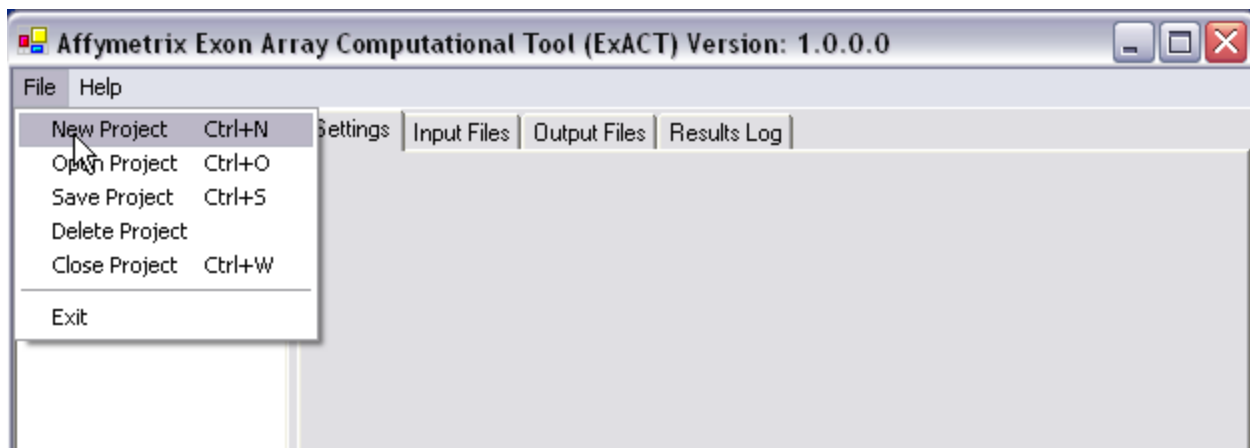 Affymetrix Exon Array Computational Tool (ExACT) Version: 1.0.0.0
File Help
New Project Ctrl+N
Settings Input Files Output Files Results Log
Open Project Ctrl+O
Save Project Ctrl+S
Delete Project
Close Project Ctrl+W
Exit